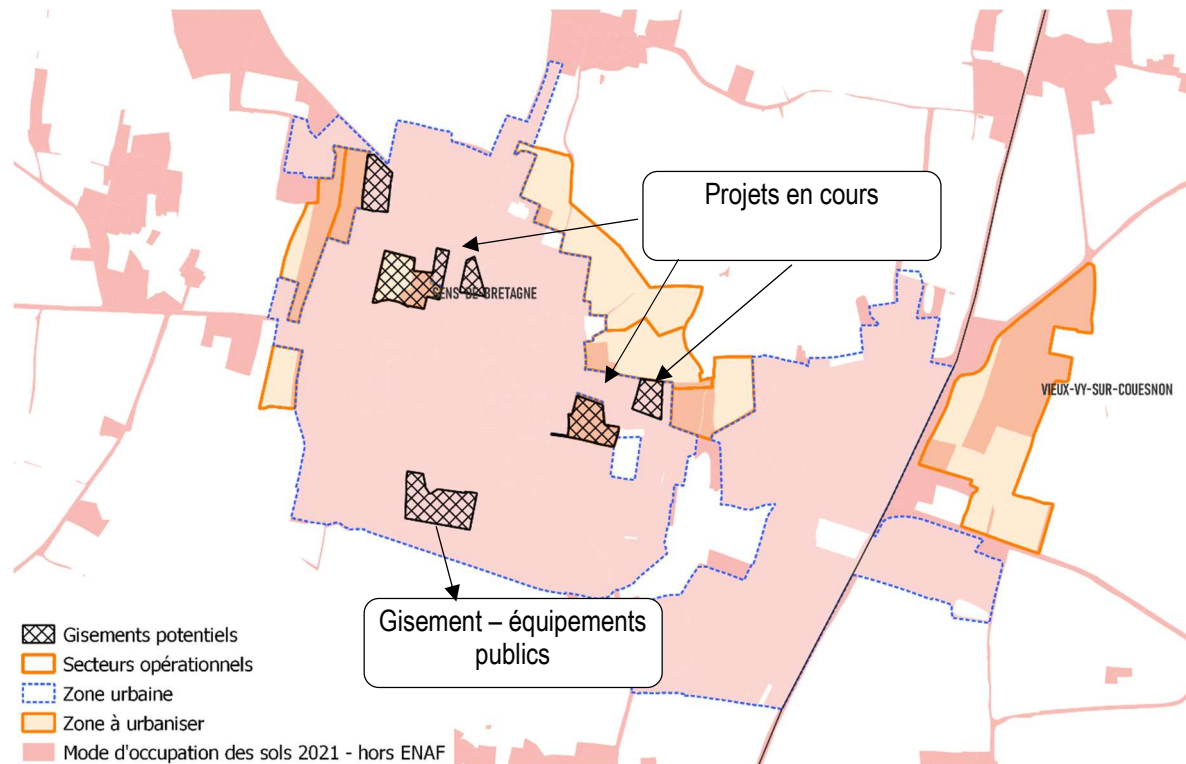 Projets en cours
SENS-DE-BRETAGNE
VIEUX-VY-SUR-COUESNON
Gisement – équipements
publics
Gisements potentiels
Secteurs opérationnels
Zone urbaine
Zone à urbaniser
Mode d'occupation des sols 2021 - hors ENAF